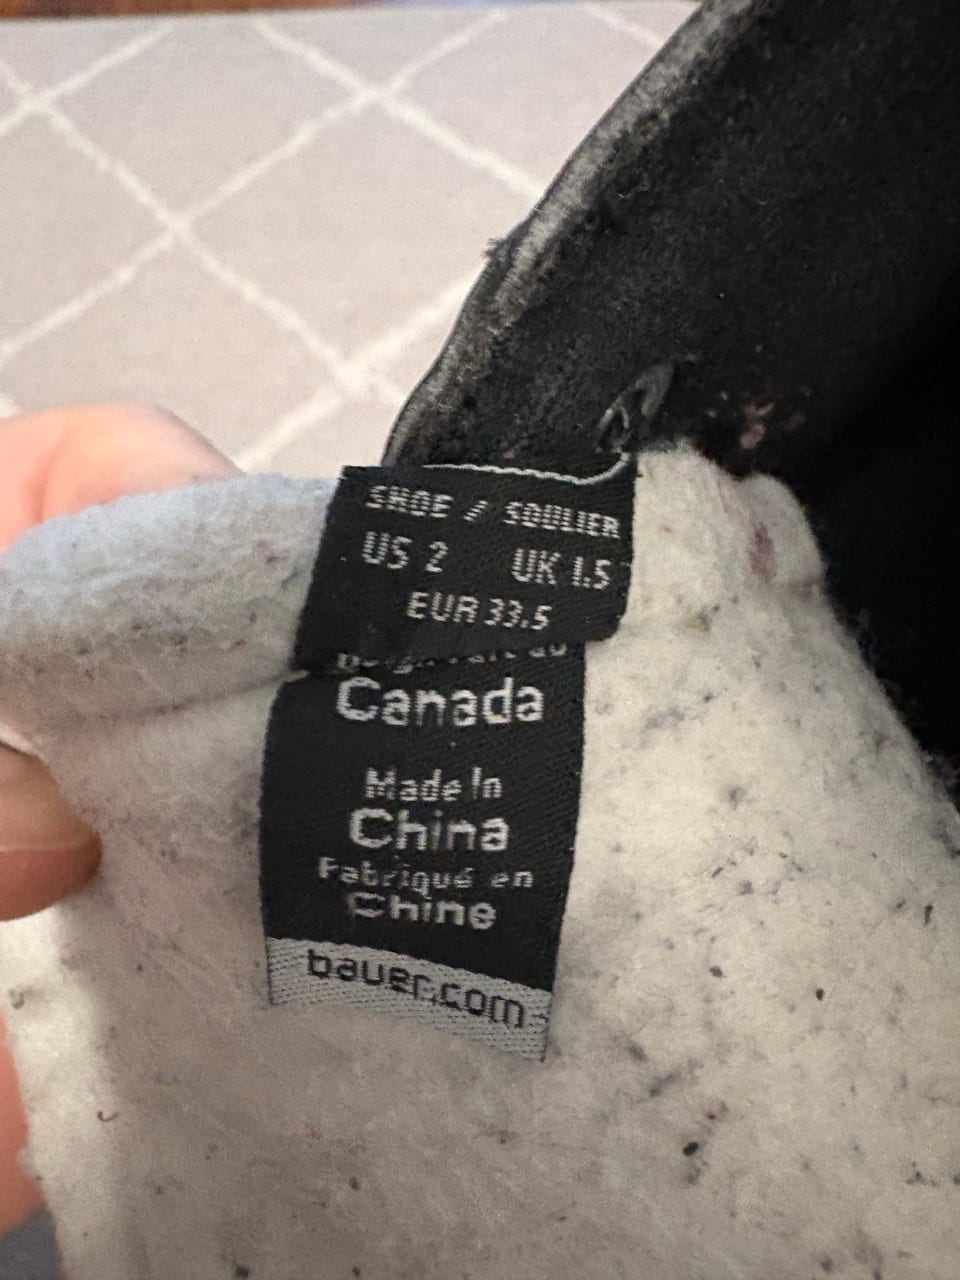 SHOE / SOULIER
US 2 UK 1.5
EUR 33.5
Canada
Made In
China
Fabriqué en
Chine
bauer.com